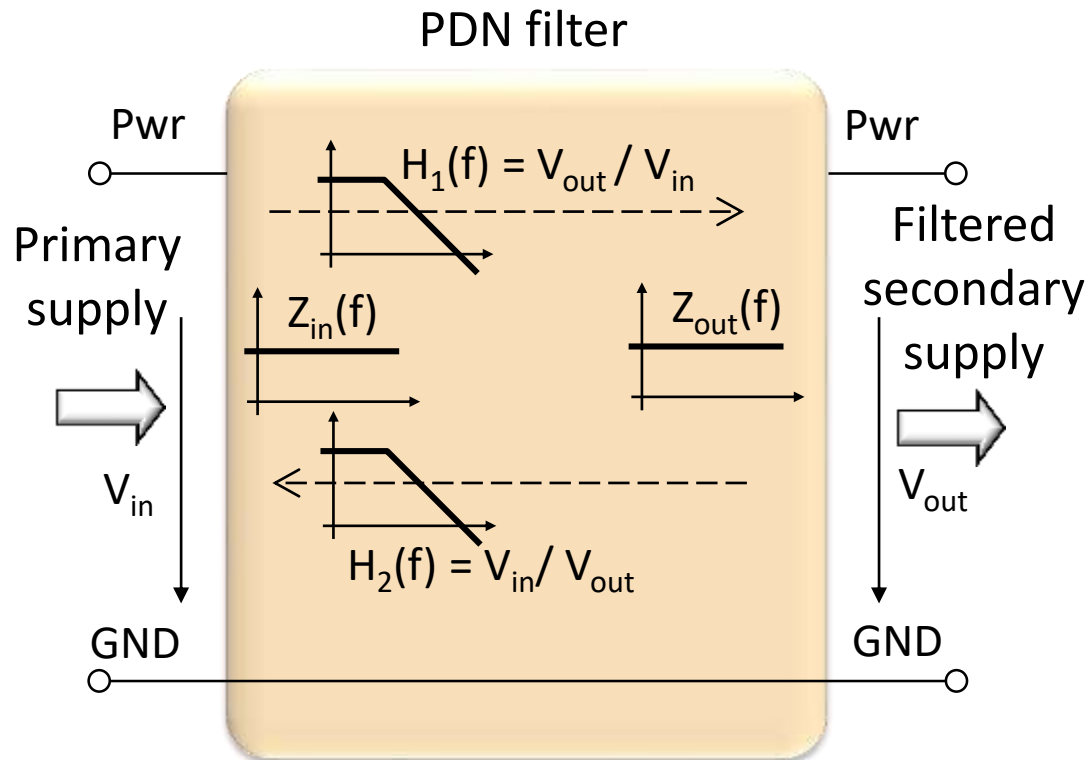 PDN filter
Pwr
Pwr
H₁(f) = Vout / Vin
Primary
supply
Filtered
secondary
supply
Zin(f)
Zout(f)
Vin
Vout
H₂(f) = Vin/ Vout
GND
GND